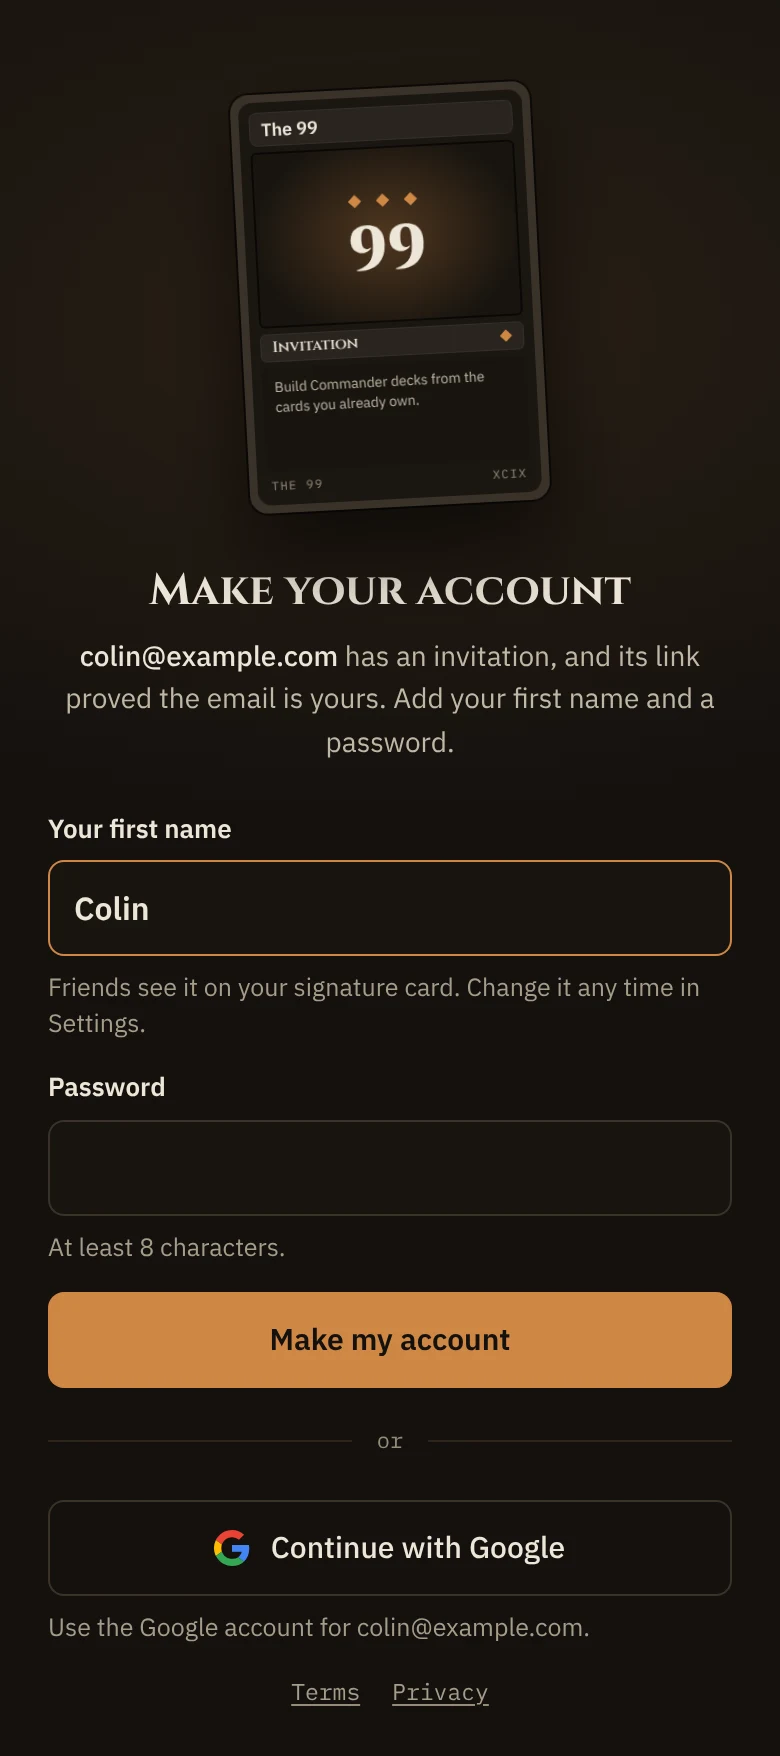 The 99
99
Invitation
Build Commander decks from the
cards you already own.
THE 99 XCIX
Make your account
colin@example.com has an invitation, and its link
proved the email is yours. Add your first name and a
password.
Your first name
Colin
Friends see it on your signature card. Change it any time in
Settings.
Password
At least 8 characters.
Make my account
or
Continue with Google
Use the Google account for colin@example.com.
Terms Privacy